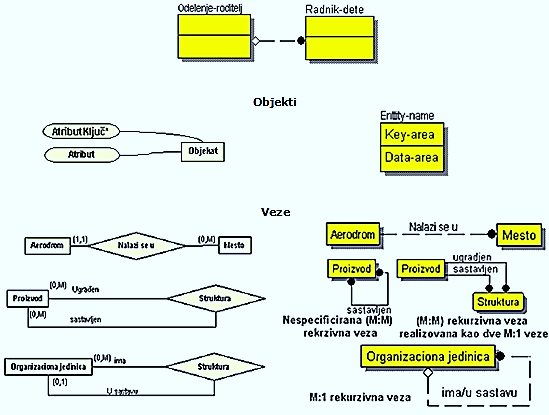 Odelenje-roditelj
Radnik-dete
Objekti
Atribut Ključ*
Atribut
Objekat
Entity-name
Key-area
Data-area
Veze
Aerodrom
(1,1)
Nalazi se u
(0,M)
Mesto
Aerodrom
Nalazi se u
Mesto
Proizvod
(0,M)
Ugrađen
Struktura
(0,M)
sastavljen
Proizvod
sastavljen
Nespecificirana (M:M)
rekrzivna veza
Proizvod
ugrađen
sastavljen
Struktura
(M:M) rekurzivna veza
realizovana kao dve M:1 veze
Organizaciona jedinica
(0,M)
ima
Struktura
(0,1)
U sastavu
Organizaciona jedinica
ima/u sastavu
M:1 rekurzivna veza